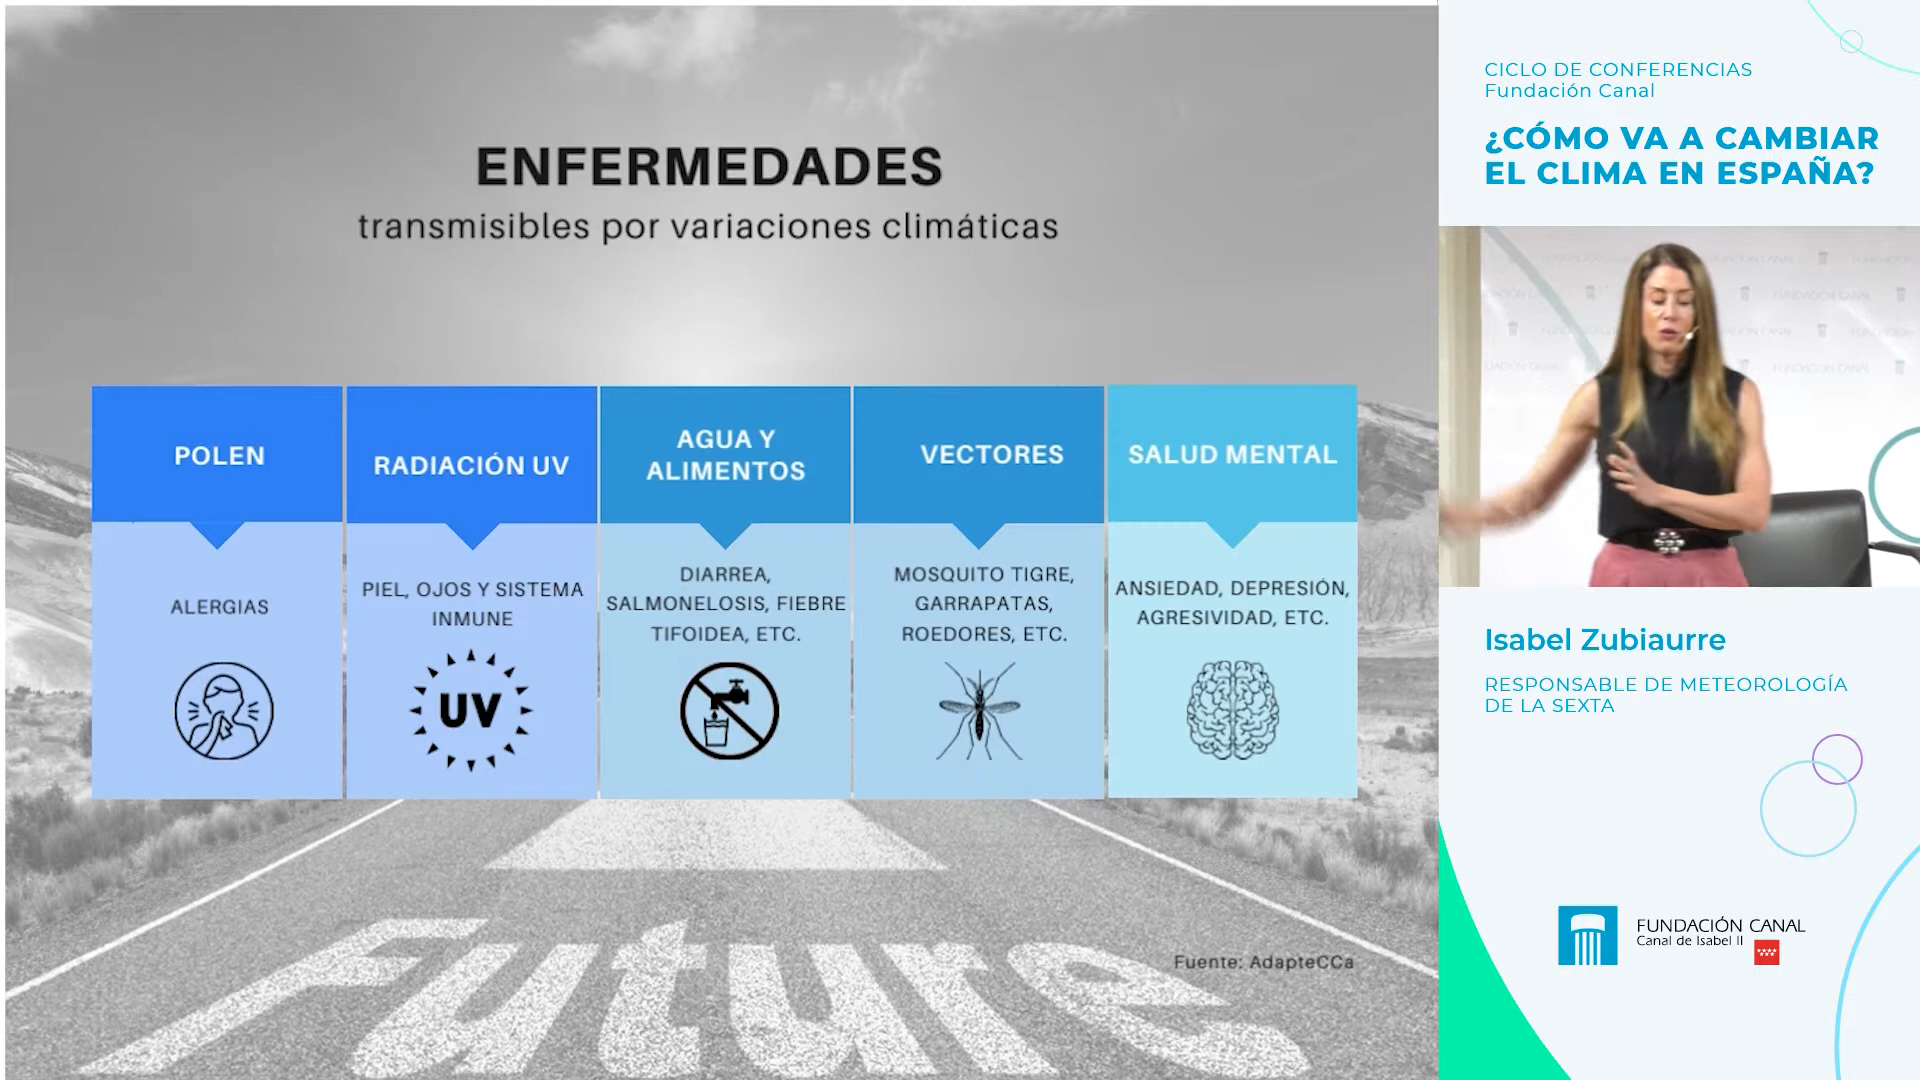 ENFERMEDADES
transmisibles por variaciones climáticas
POLEN
ALERGIAS
RADIACIÓN UV
PIEL, OJOS Y SISTEMA
INMUNE
UV
AGUA Y
ALIMENTOS
DIARREA,
SALMONELOSIS, FIEBRE
TIFOIDEA, ETC.
VECTORES
MOSQUITO TIGRE,
GARRAPATAS,
ROEDORES, ETC.
SALUD MENTAL
ANSIEDAD, DEPRESIÓN,
AGRESIVIDAD, ETC.
Fuente: AdapteCCa
Future
CICLO DE CONFERENCIAS
Fundación Canal
¿CÓMO VA A CAMBIAR
EL CLIMA EN ESPAÑA?
Isabel Zubiaurre
RESPONSABLE DE METEOROLOGÍA
DE LA SEXTA
FUNDACIÓN CANAL
Canal de Isabel II